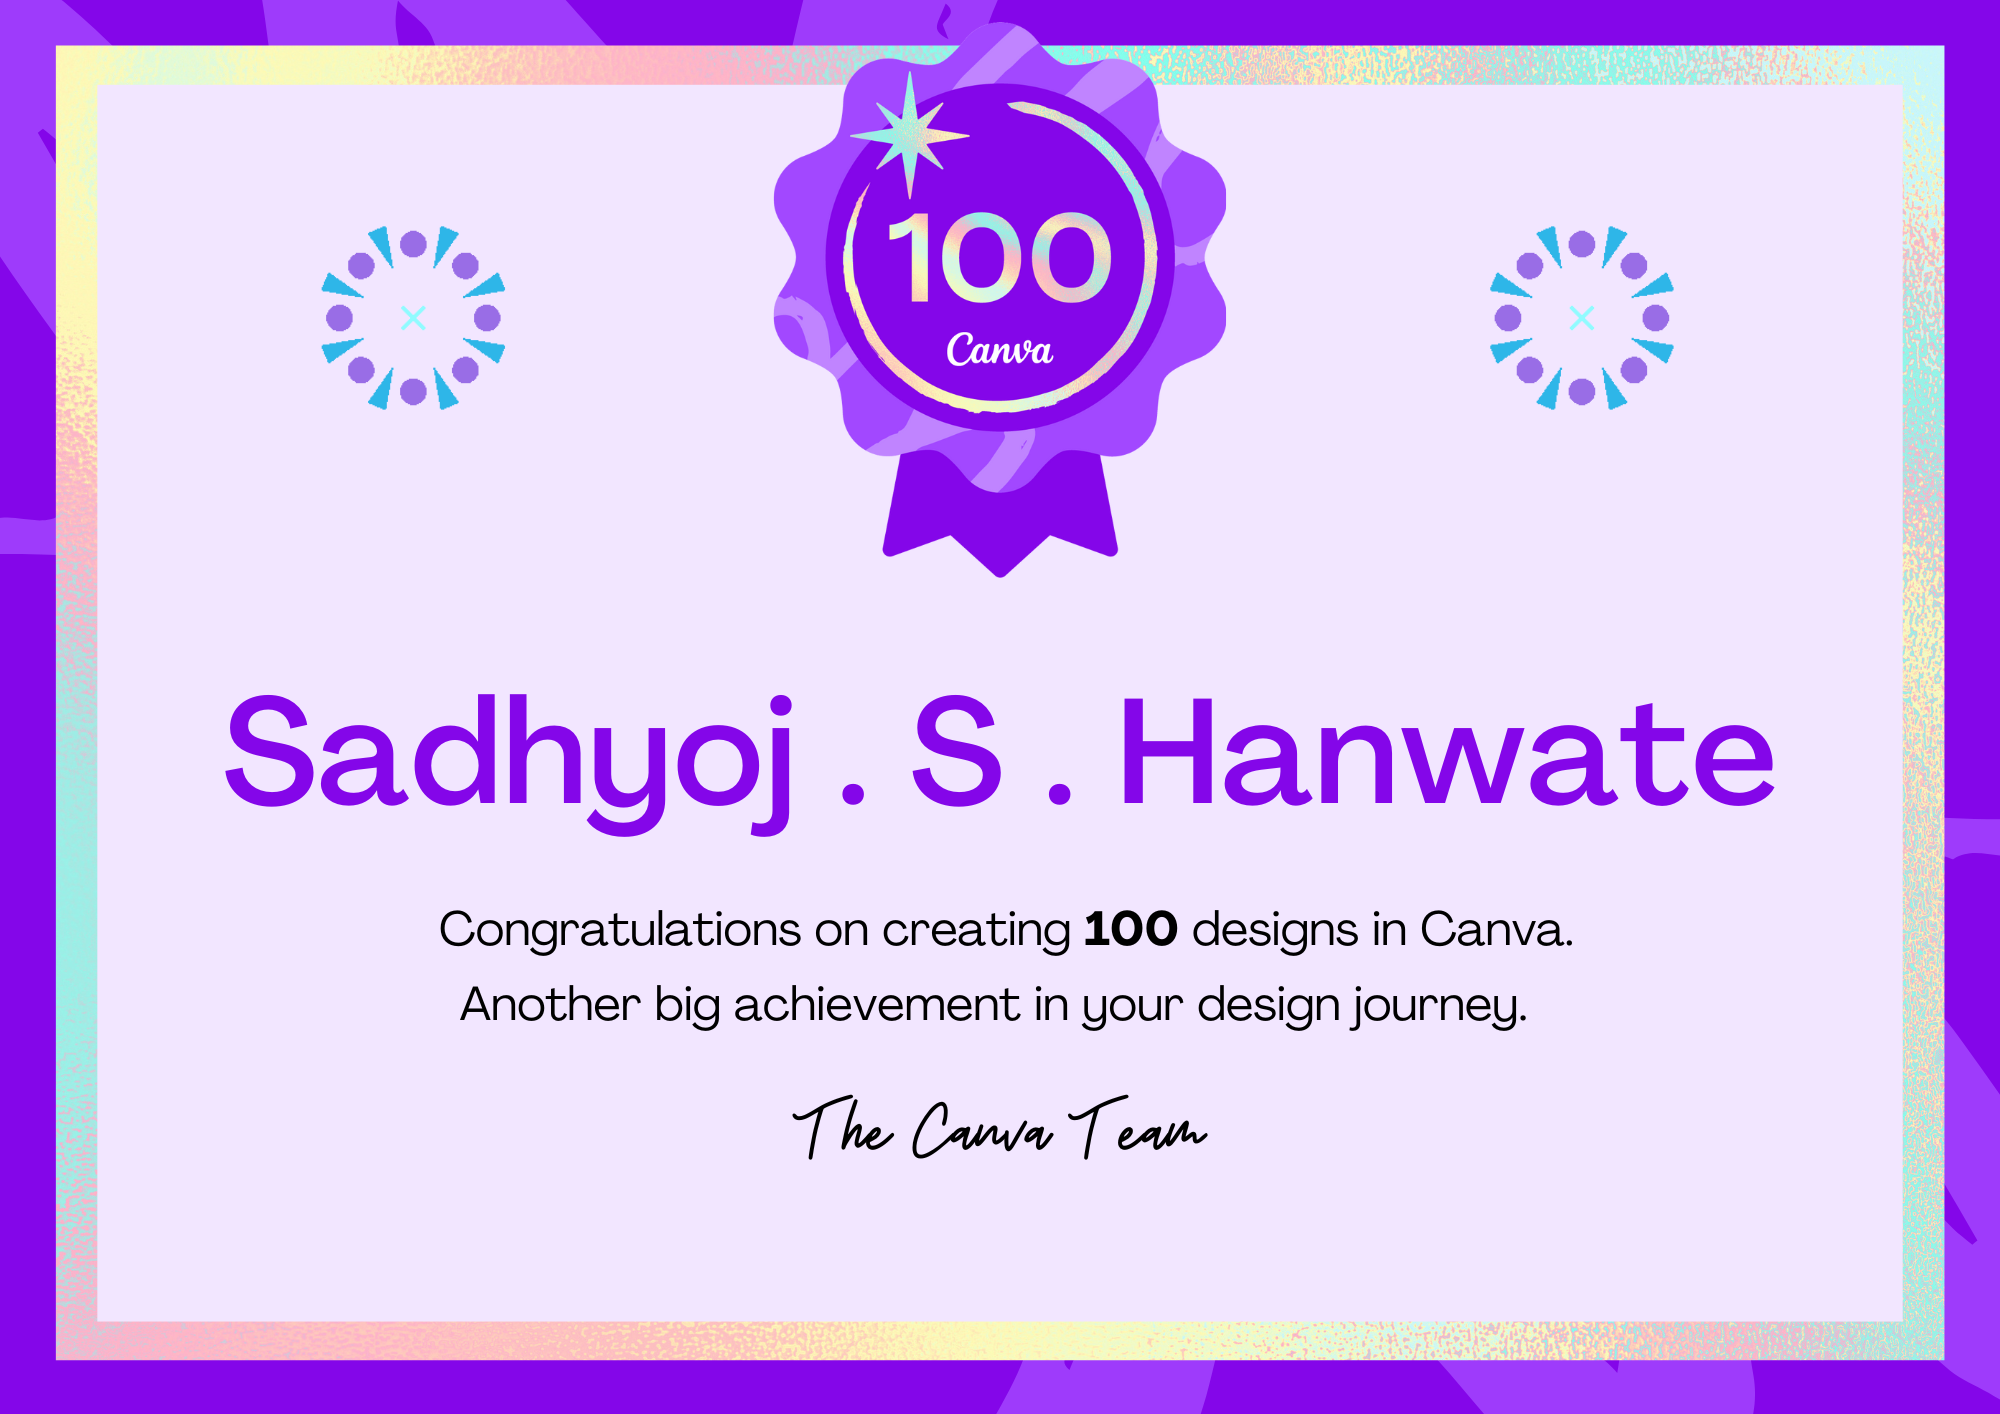 100
Canva
Sadhyoj . S . Hanwate
Congratulations on creating 100 designs in Canva.
Another big achievement in your design journey.
The Canva Team